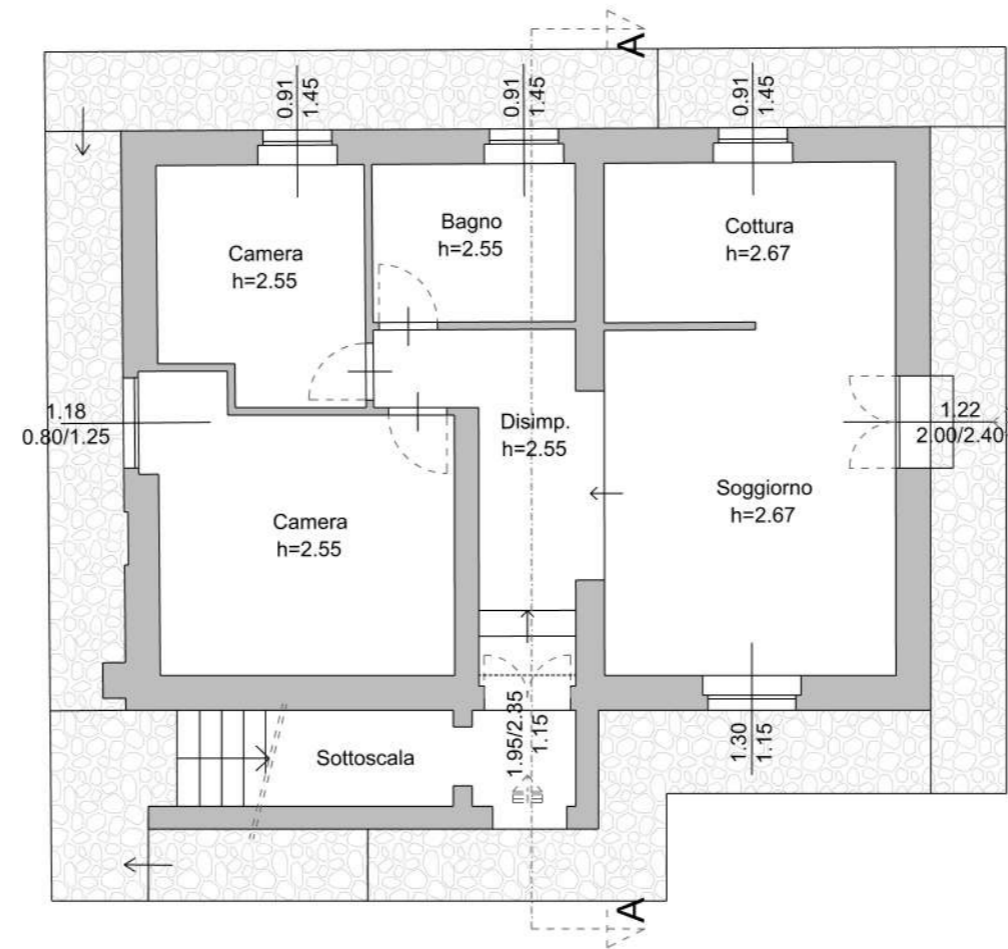 A
0.91
1.45
0.91
1.45
0.91
1.45
Bagno
h=2.55
Cottura
h=2.67
Camera
h=2.55
1.18
0.80/1.25
Disimp.
h=2.55
1.22
2.00/2.40
Soggiorno
h=2.67
Camera
h=2.55
1.95/2.35
1.15
1.30
1.15
Sottoscala
A